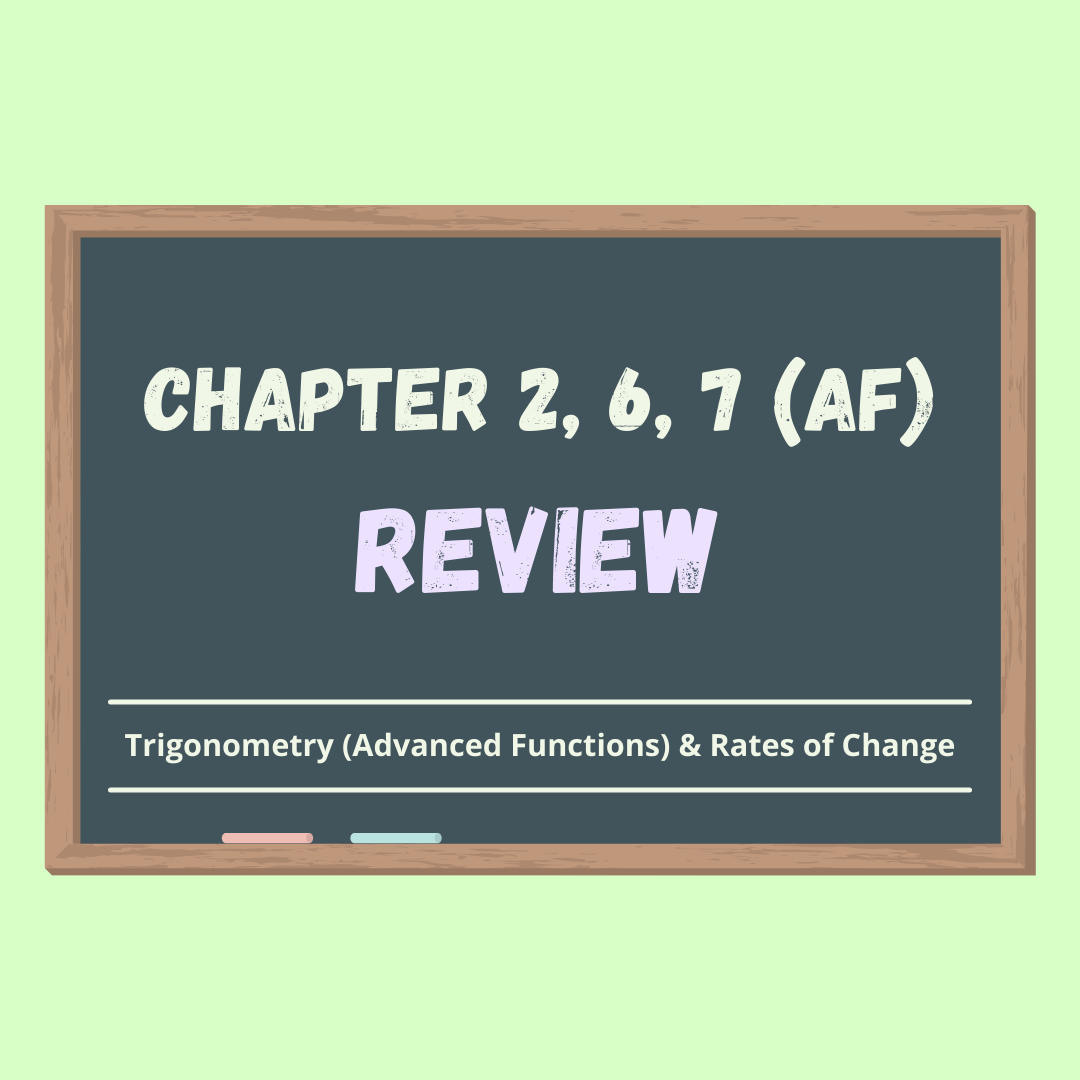 CHAPTER 2, 6, 7 (AF)
REVIEW
Trigonometry (Advanced Functions) & Rates of Change